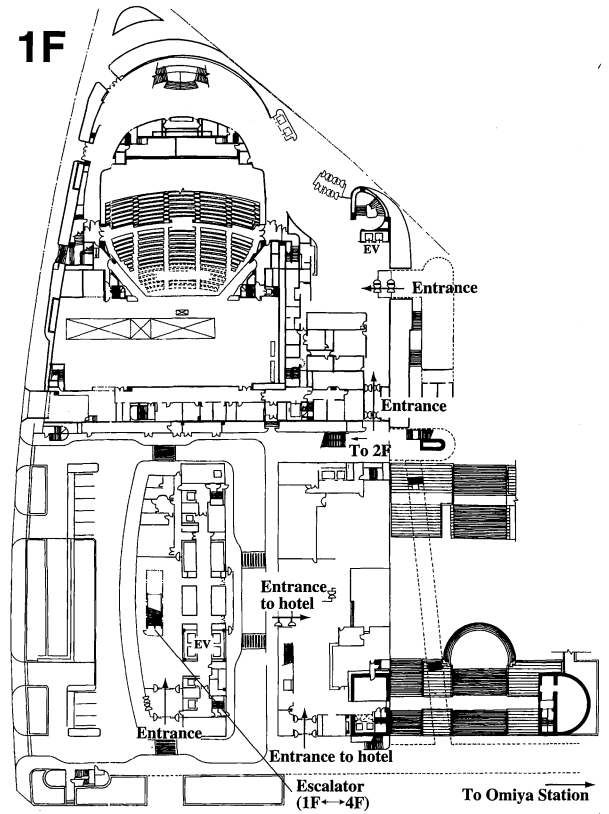 1F
EV
Entrance
Entrance
To 2F
Entrance
to hotel
EV
Entrance
Entrance to hotel
Escalator
(1F↔4F)
To Omiya Station